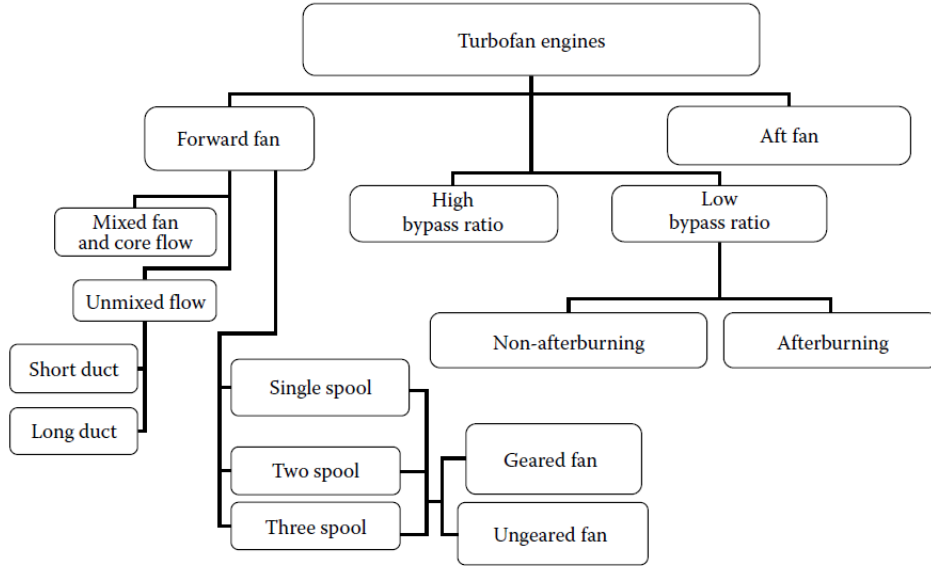 Turbofan engines
Forward fan
Aft fan
High
bypass ratio
Low
bypass ratio
Mixed fan
and core flow
Unmixed flow
Non-afterburning
Afterburning
Short duct
Single spool
Long duct
Two spool
Geared fan
Three spool
Ungeared fan